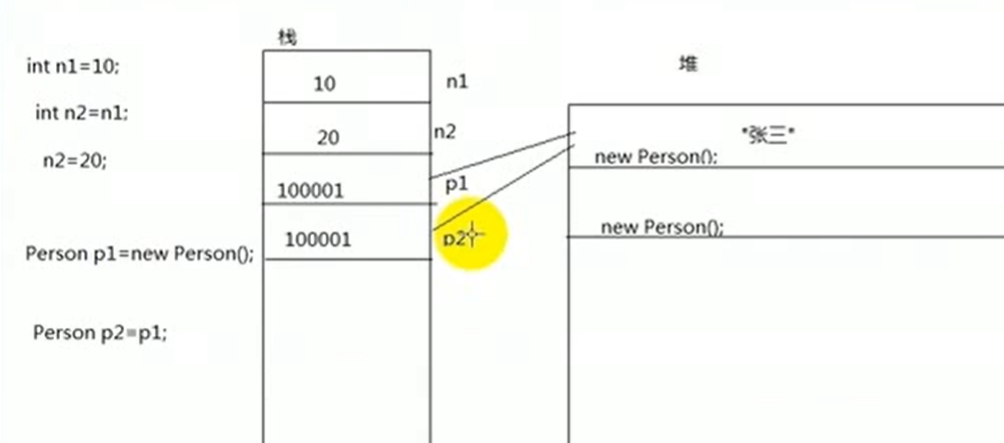 栈
int n1=10;
10
n1
堆
int n2=n1;
20
n2
"张三"
n2=20;
new Person();
100001
p1
new Person();
100001
p2
Person p1=new Person();
Person p2=p1;